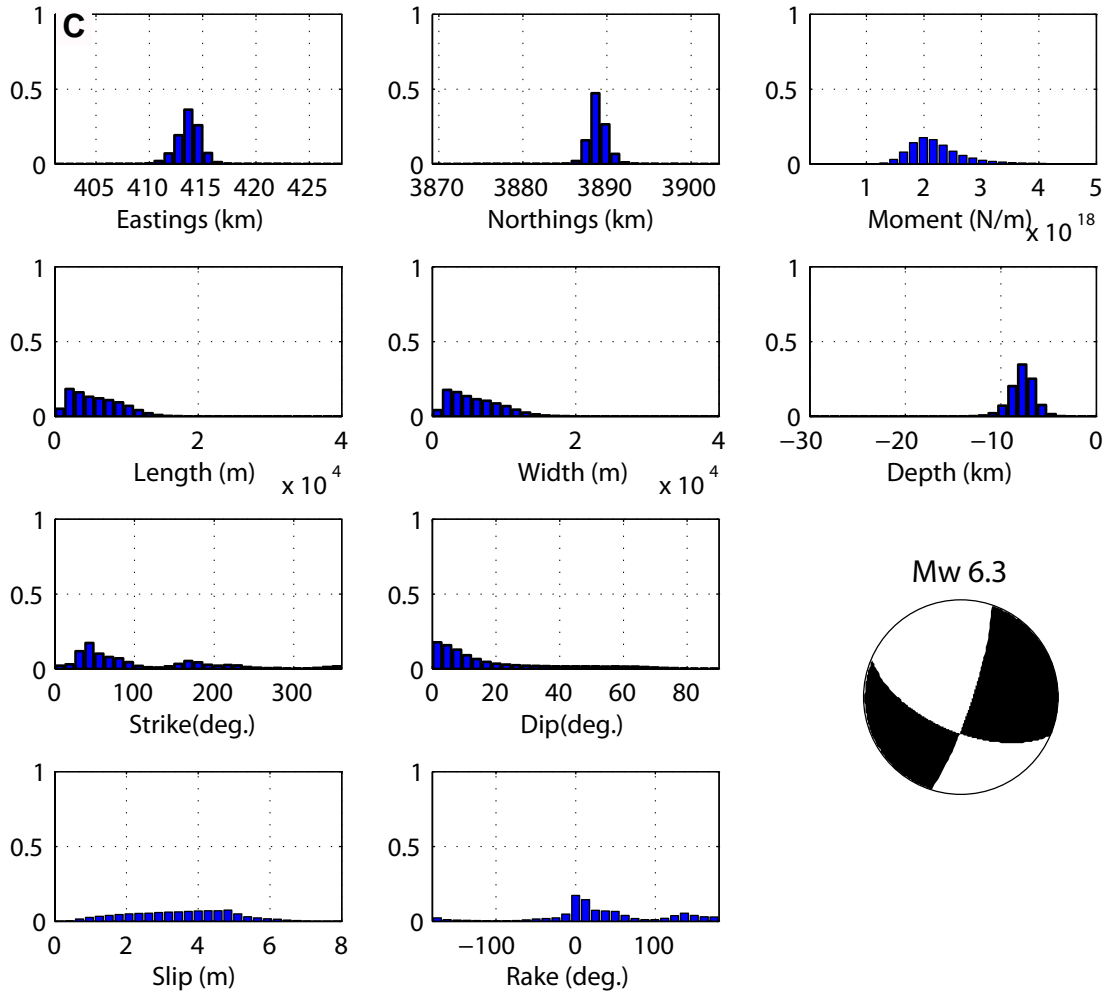 C
1
0.5
0
405 410 415 420 425
Eastings (km)
1
0.5
0
3870 3880 3890 3900
Northings (km)
1
0.5
0
1 2 3 4 5
Moment (N/m)
x 10 18
1
0.5
0
0 2 4
Length (m)
x 10 4
1
0.5
0
0 2 4
Width (m)
x 10 4
1
0.5
0
−30 −20 −10 0
Depth (km)
1
0.5
0
0 100 200 300
Strike(deg.)
1
0.5
0
0 20 40 60 80
Dip(deg.)
Mw 6.3
1
0.5
0
0 2 4 6 8
Slip (m)
1
0.5
0
−100 0 100
Rake (deg.)